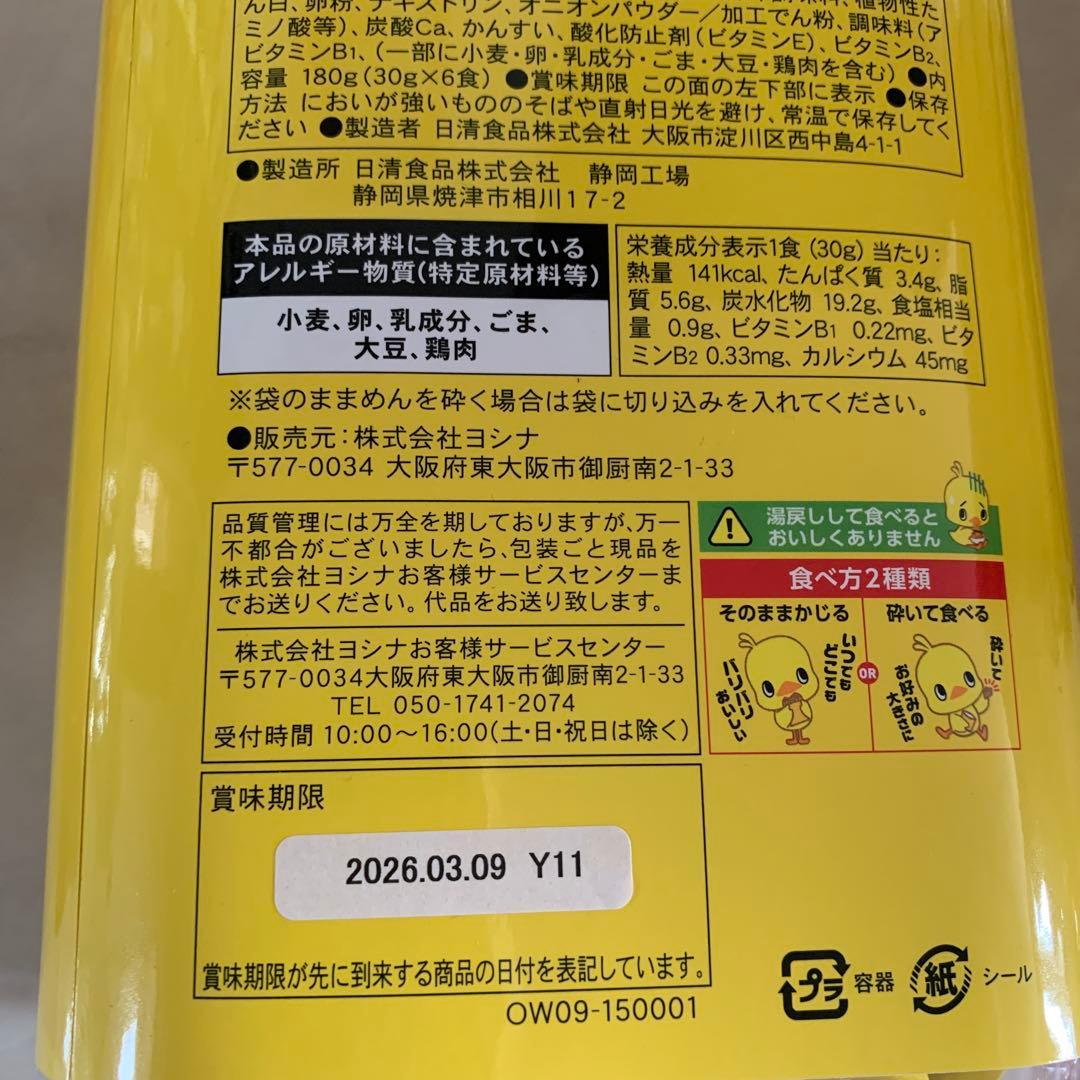 ん白、卵粉、デキストリン、オニオンパウダー／加工でん粉、調味料(ア
ミノ酸等)、炭酸Ca、かんすい、酸化防止剤(ビタミンE)、ビタミンB2、
ビタミンB1、(一部に小麦・卵・乳成分・ごま・大豆・鶏肉を含む) ●内
容量 180g(30g×6食) ●賞味期限 この面の左下部に表示 ●保存
方法 においが強いもののそばや直射日光を避け、常温で保存してく
ださい ●製造者 日清食品株式会社 大阪市淀川区西中島4-1-1
●製造所 日清食品株式会社 静岡工場
静岡県焼津市相川17-2
本品の原材料に含まれている
アレルギー物質(特定原材料等)
小麦、卵、乳成分、ごま、
大豆、鶏肉
栄養成分表示1食 (30g) 当たり:
熱量 141kcal、たんぱく質 3.4g、脂
質 5.6g、炭水化物 19.2g、食塩相当
量 0.9g、ビタミンB1 0.22mg、ビタ
ミンB2 0.33mg、カルシウム 45mg
※袋のままめんを砕く場合は袋に切り込みを入れてください。
●販売元:株式会社ヨシナ
〒577-0034 大阪府東大阪市御厨南2-1-33
品質管理には万全を期しておりますが、万一
不都合がございましたら、包装ごと現品を
株式会社ヨシナお客様サービスセンターま
でお送りください。代品をお送り致します。
株式会社ヨシナお客様サービスセンター
〒577-0034大阪府東大阪市御厨南2-1-33
TEL 050-1741-2074
受付時間 10:00〜16:00(土・日・祝日は除く)
湯戻しして食べると
おいしくありません
食べ方2種類
そのままかじる
いつでも
どこでも
バリバリ
おいしい
OR
砕いて食べる
砕いて
お好みの
大きさに
賞味期限
2026.03.09 Y11
賞味期限が先に到来する商品の日付を表記しています。
OW09-150001
プラ 容器
紙 シール